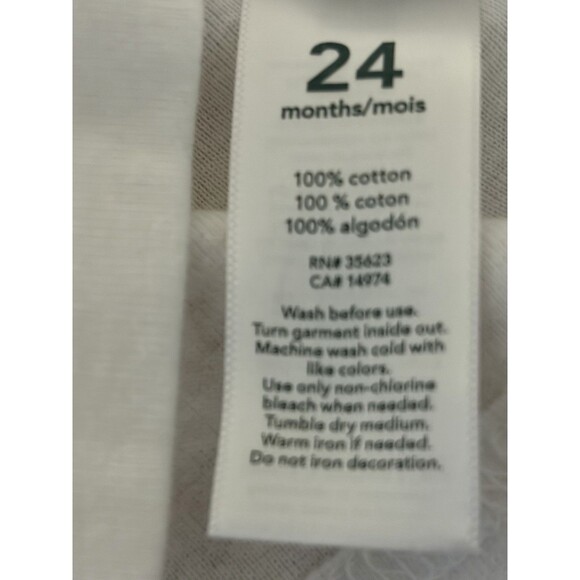 24
months/mois
100% cotton
100 % coton
100% algodón
RN# 35623
CA# 14974
Wash before use.
Turn garment inside out.
Machine wash cold with
like colors.
Use only non-chlorine
bleach when needed.
Tumble dry medium.
Warm iron if needed.
Do not iron decoration.